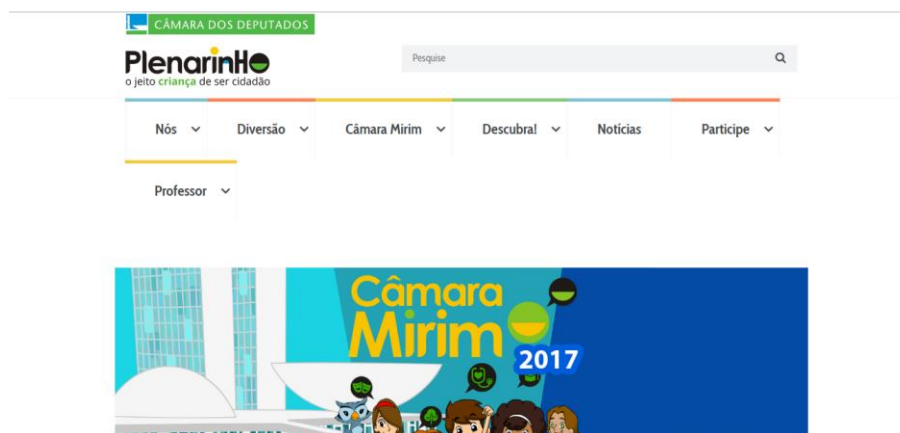 CÂMARA DOS DEPUTADOS
PlenarinHo
o jeito criança de ser cidadão
Pesquise
Nós
Diversão
Câmara Mirim
Descubra!
Notícias
Participe
Professor
Câmara
Mirim
2017